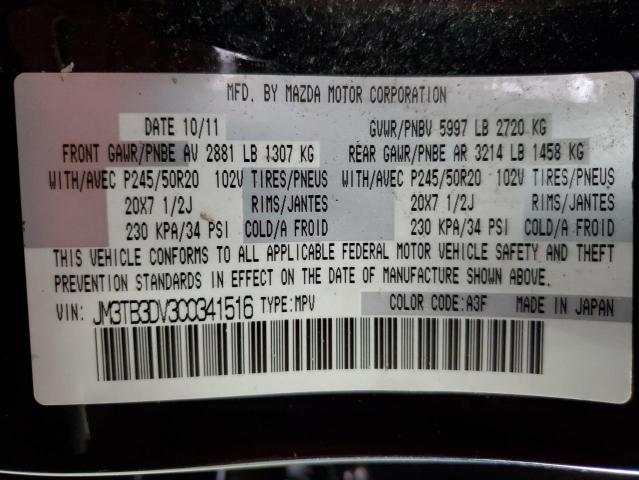 MFD. BY MAZDA MOTOR CORPORATION
DATE 10/11 GVWR/PNBV 5997 LB 2720 KG
FRONT GAWR/PNBE AV 2881 LB 1307 KG REAR GAWR/PNBE AR 3214 LB 1458 KG
WITH/AVEC P245/50R20 102V TIRES/PNEUS WITH/AVEC P245/50R20 102V TIRES/PNEUS
20X7 1/2J RIMS/JANTES 20X7 1/2J RIMS/JANTES
230 KPA/34 PSI COLD/A FROID 230 KPA/34 PSI COLD/A FROID
THIS VEHICLE CONFORMS TO ALL APPLICABLE FEDERAL MOTOR VEHICLE SAFETY AND THEFT
PREVENTION STANDARDS IN EFFECT ON THE DATE OF MANUFACTURE SHOWN ABOVE.
VIN: JM3TB3DV3C0341516 TYPE:MPV COLOR CODE:A3F MADE IN JAPAN